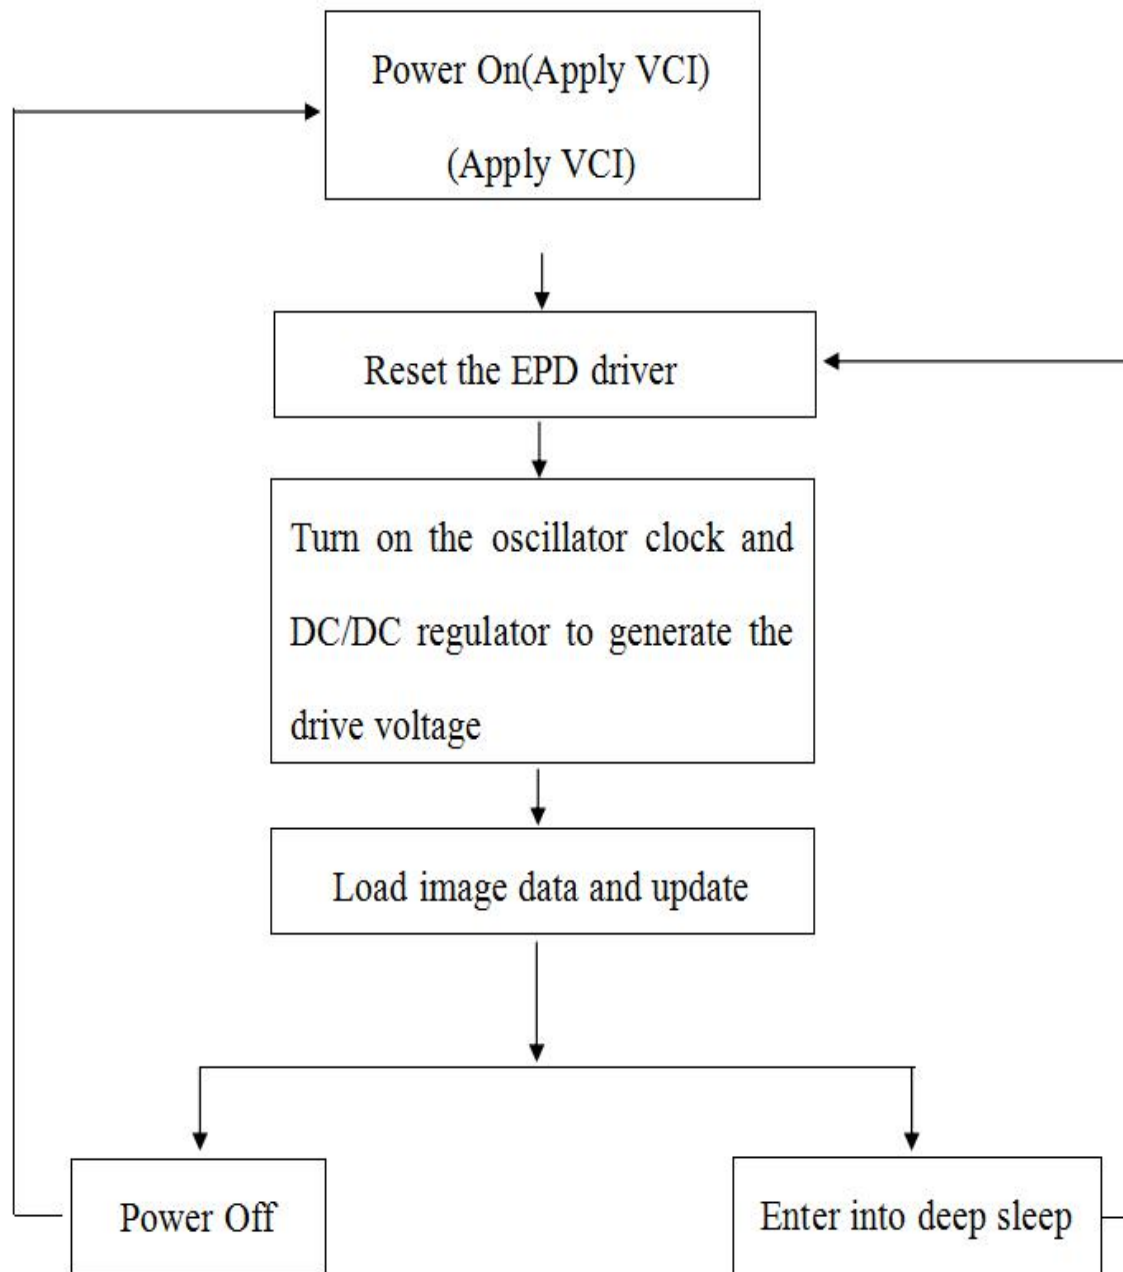 Power On(Apply VCI)
(Apply VCI)
Reset the EPD driver
Turn on the oscillator clock and
DC/DC regulator to generate the
drive voltage
Load image data and update
Power Off
Enter into deep sleep